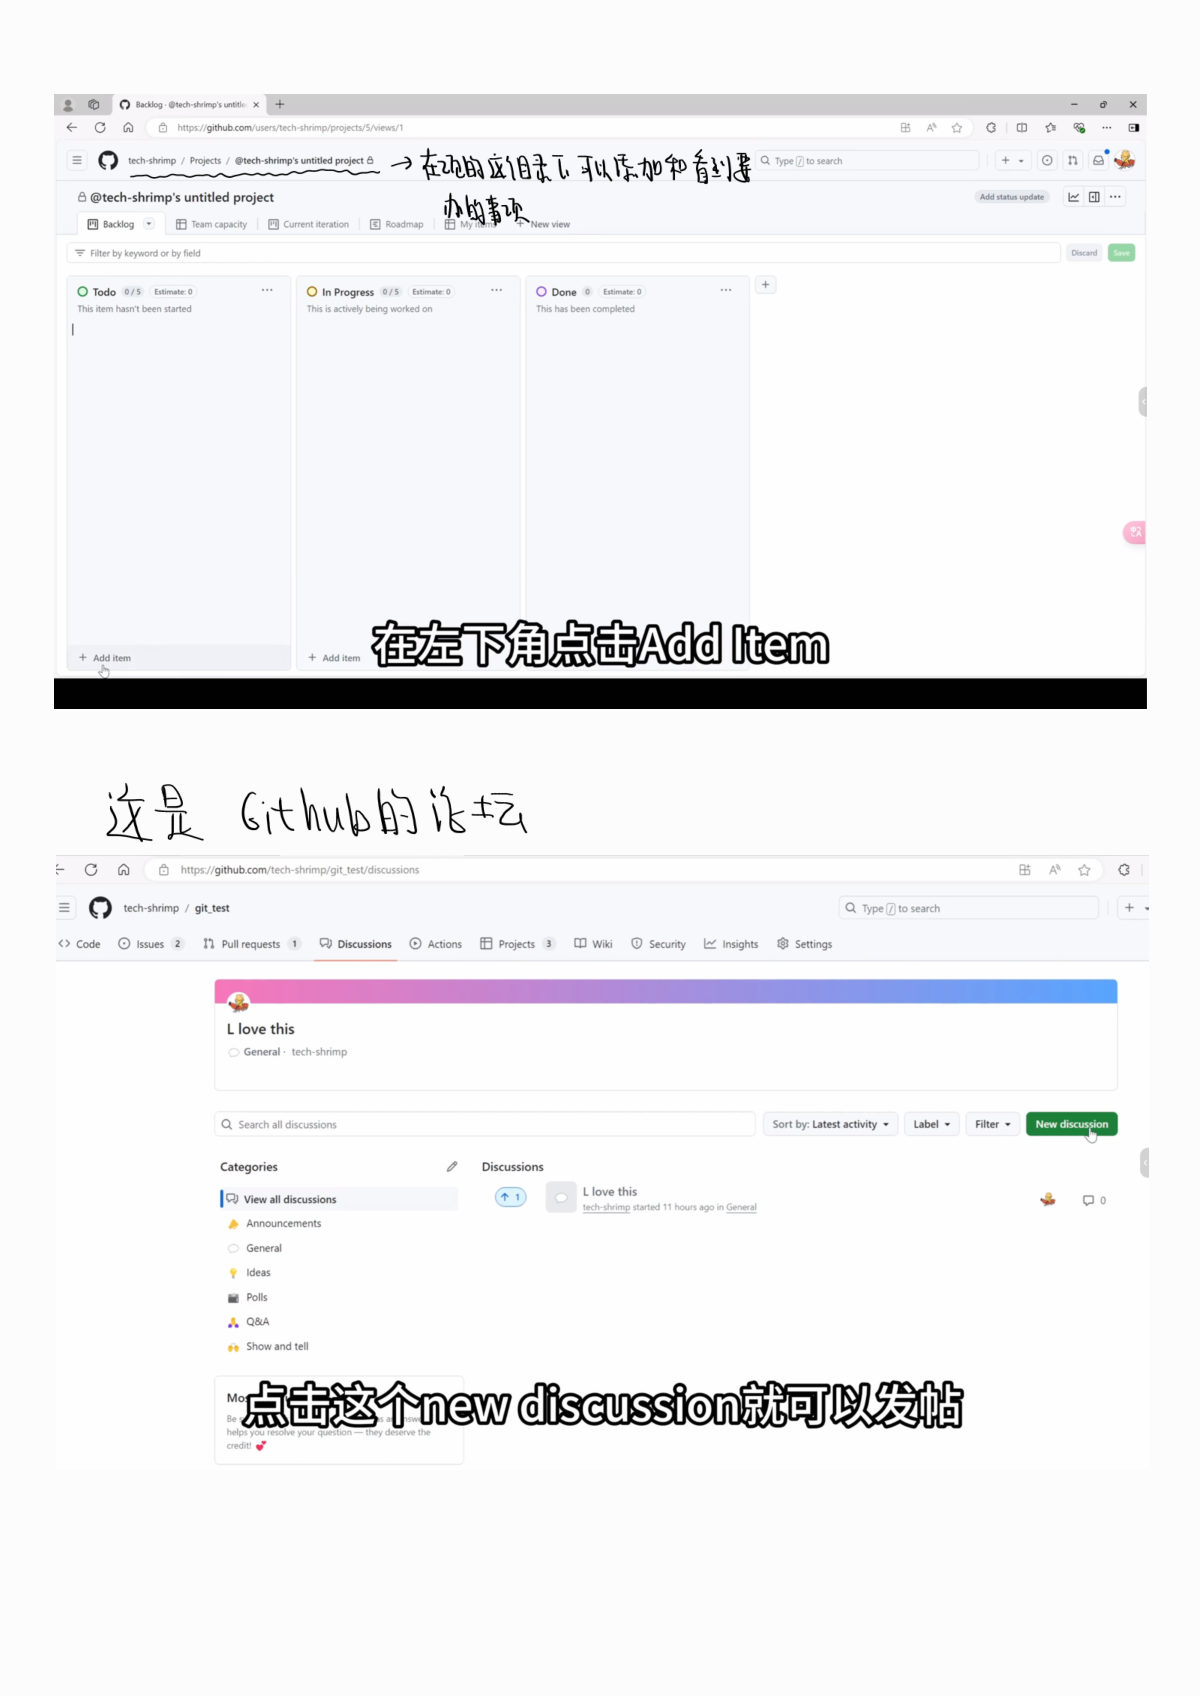 Backlog · @tech-shrimp's untitle
https://github.com/users/tech-shrimp/projects/5/views/1
tech-shrimp / Projects / @tech-shrimp's untitled project
→ 在我的这个目录下可以添加和看到要
办的事项
Type / to search
@tech-shrimp's untitled project
Add status update
Backlog Team capacity Current iteration Roadmap My items New view
Filter by keyword or by field
Discard Save
Todo 0 / 5 Estimate: 0
This item hasn't been started
In Progress 0 / 5 Estimate: 0
This is actively being worked on
Done 0 Estimate: 0
This has been completed
+ Add item
+ Add item
在左下角点击Add Item
这是 Github的论坛
https://github.com/tech-shrimp/git_test/discussions
tech-shrimp / git_test
Type / to search
Code Issues 2 Pull requests 1 Discussions Actions Projects 3 Wiki Security Insights Settings
L love this
General · tech-shrimp
Search all discussions
Sort by: Latest activity Label Filter New discussion
Categories
View all discussions
Announcements
General
Ideas
Polls
Q&A
Show and tell
Discussions
1
L love this
tech-shrimp started 11 hours ago in General
0
点击这个new discussion就可以发帖
helps you resolve your question — they deserve the
credit!